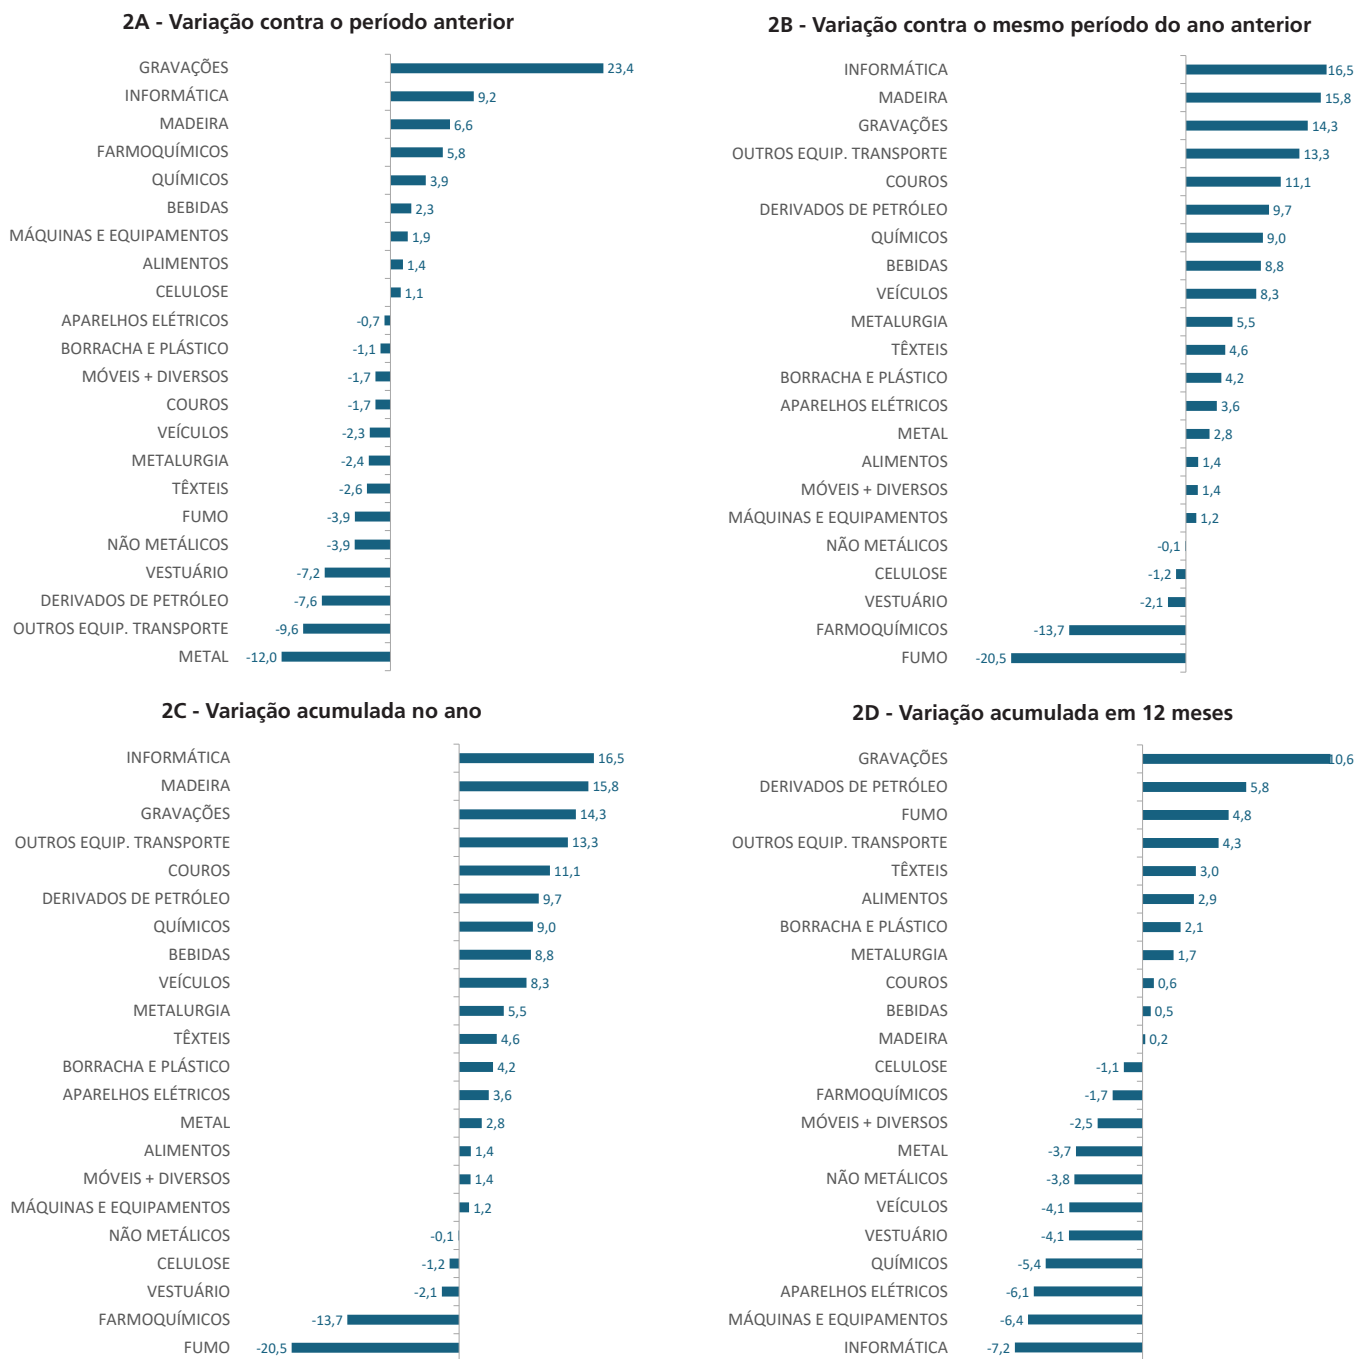 2A - Variação contra o período anterior
GRAVAÇÕES 23,4
INFORMÁTICA 9,2
MADEIRA 6,6
FARMOQUÍMICOS 5,8
QUÍMICOS 3,9
BEBIDAS 2,3
MÁQUINAS E EQUIPAMENTOS 1,9
ALIMENTOS 1,4
CELULOSE 1,1
APARELHOS ELÉTRICOS -0,7
BORRACHA E PLÁSTICO -1,1
MÓVEIS + DIVERSOS -1,7
COUROS -1,7
VEÍCULOS -2,3
METALURGIA -2,4
TÊXTEIS -2,6
FUMO -3,9
NÃO METÁLICOS -3,9
VESTUÁRIO -7,2
DERIVADOS DE PETRÓLEO -7,6
OUTROS EQUIP. TRANSPORTE -9,6
METAL -12,0
2B - Variação contra o mesmo período do ano anterior
INFORMÁTICA 16,5
MADEIRA 15,8
GRAVAÇÕES 14,3
OUTROS EQUIP. TRANSPORTE 13,3
COUROS 11,1
DERIVADOS DE PETRÓLEO 9,7
QUÍMICOS 9,0
BEBIDAS 8,8
VEÍCULOS 8,3
METALURGIA 5,5
TÊXTEIS 4,6
BORRACHA E PLÁSTICO 4,2
APARELHOS ELÉTRICOS 3,6
METAL 2,8
ALIMENTOS 1,4
MÓVEIS + DIVERSOS 1,4
MÁQUINAS E EQUIPAMENTOS 1,2
NÃO METÁLICOS -0,1
CELULOSE -1,2
VESTUÁRIO -2,1
FARMOQUÍMICOS -13,7
FUMO -20,5
2C - Variação acumulada no ano
INFORMÁTICA 16,5
MADEIRA 15,8
GRAVAÇÕES 14,3
OUTROS EQUIP. TRANSPORTE 13,3
COUROS 11,1
DERIVADOS DE PETRÓLEO 9,7
QUÍMICOS 9,0
BEBIDAS 8,8
VEÍCULOS 8,3
METALURGIA 5,5
TÊXTEIS 4,6
BORRACHA E PLÁSTICO 4,2
APARELHOS ELÉTRICOS 3,6
METAL 2,8
ALIMENTOS 1,4
MÓVEIS + DIVERSOS 1,4
MÁQUINAS E EQUIPAMENTOS 1,2
NÃO METÁLICOS -0,1
CELULOSE -1,2
VESTUÁRIO -2,1
FARMOQUÍMICOS -13,7
FUMO -20,5
2D - Variação acumulada em 12 meses
GRAVAÇÕES 10,6
DERIVADOS DE PETRÓLEO 5,8
FUMO 4,8
OUTROS EQUIP. TRANSPORTE 4,3
TÊXTEIS 3,0
ALIMENTOS 2,9
BORRACHA E PLÁSTICO 2,1
METALURGIA 1,7
COUROS 0,6
BEBIDAS 0,5
MADEIRA 0,2
CELULOSE -1,1
FARMOQUÍMICOS -1,7
MÓVEIS + DIVERSOS -2,5
METAL -3,7
NÃO METÁLICOS -3,8
VEÍCULOS -4,1
VESTUÁRIO -4,1
QUÍMICOS -5,4
APARELHOS ELÉTRICOS -6,1
MÁQUINAS E EQUIPAMENTOS -6,4
INFORMÁTICA -7,2